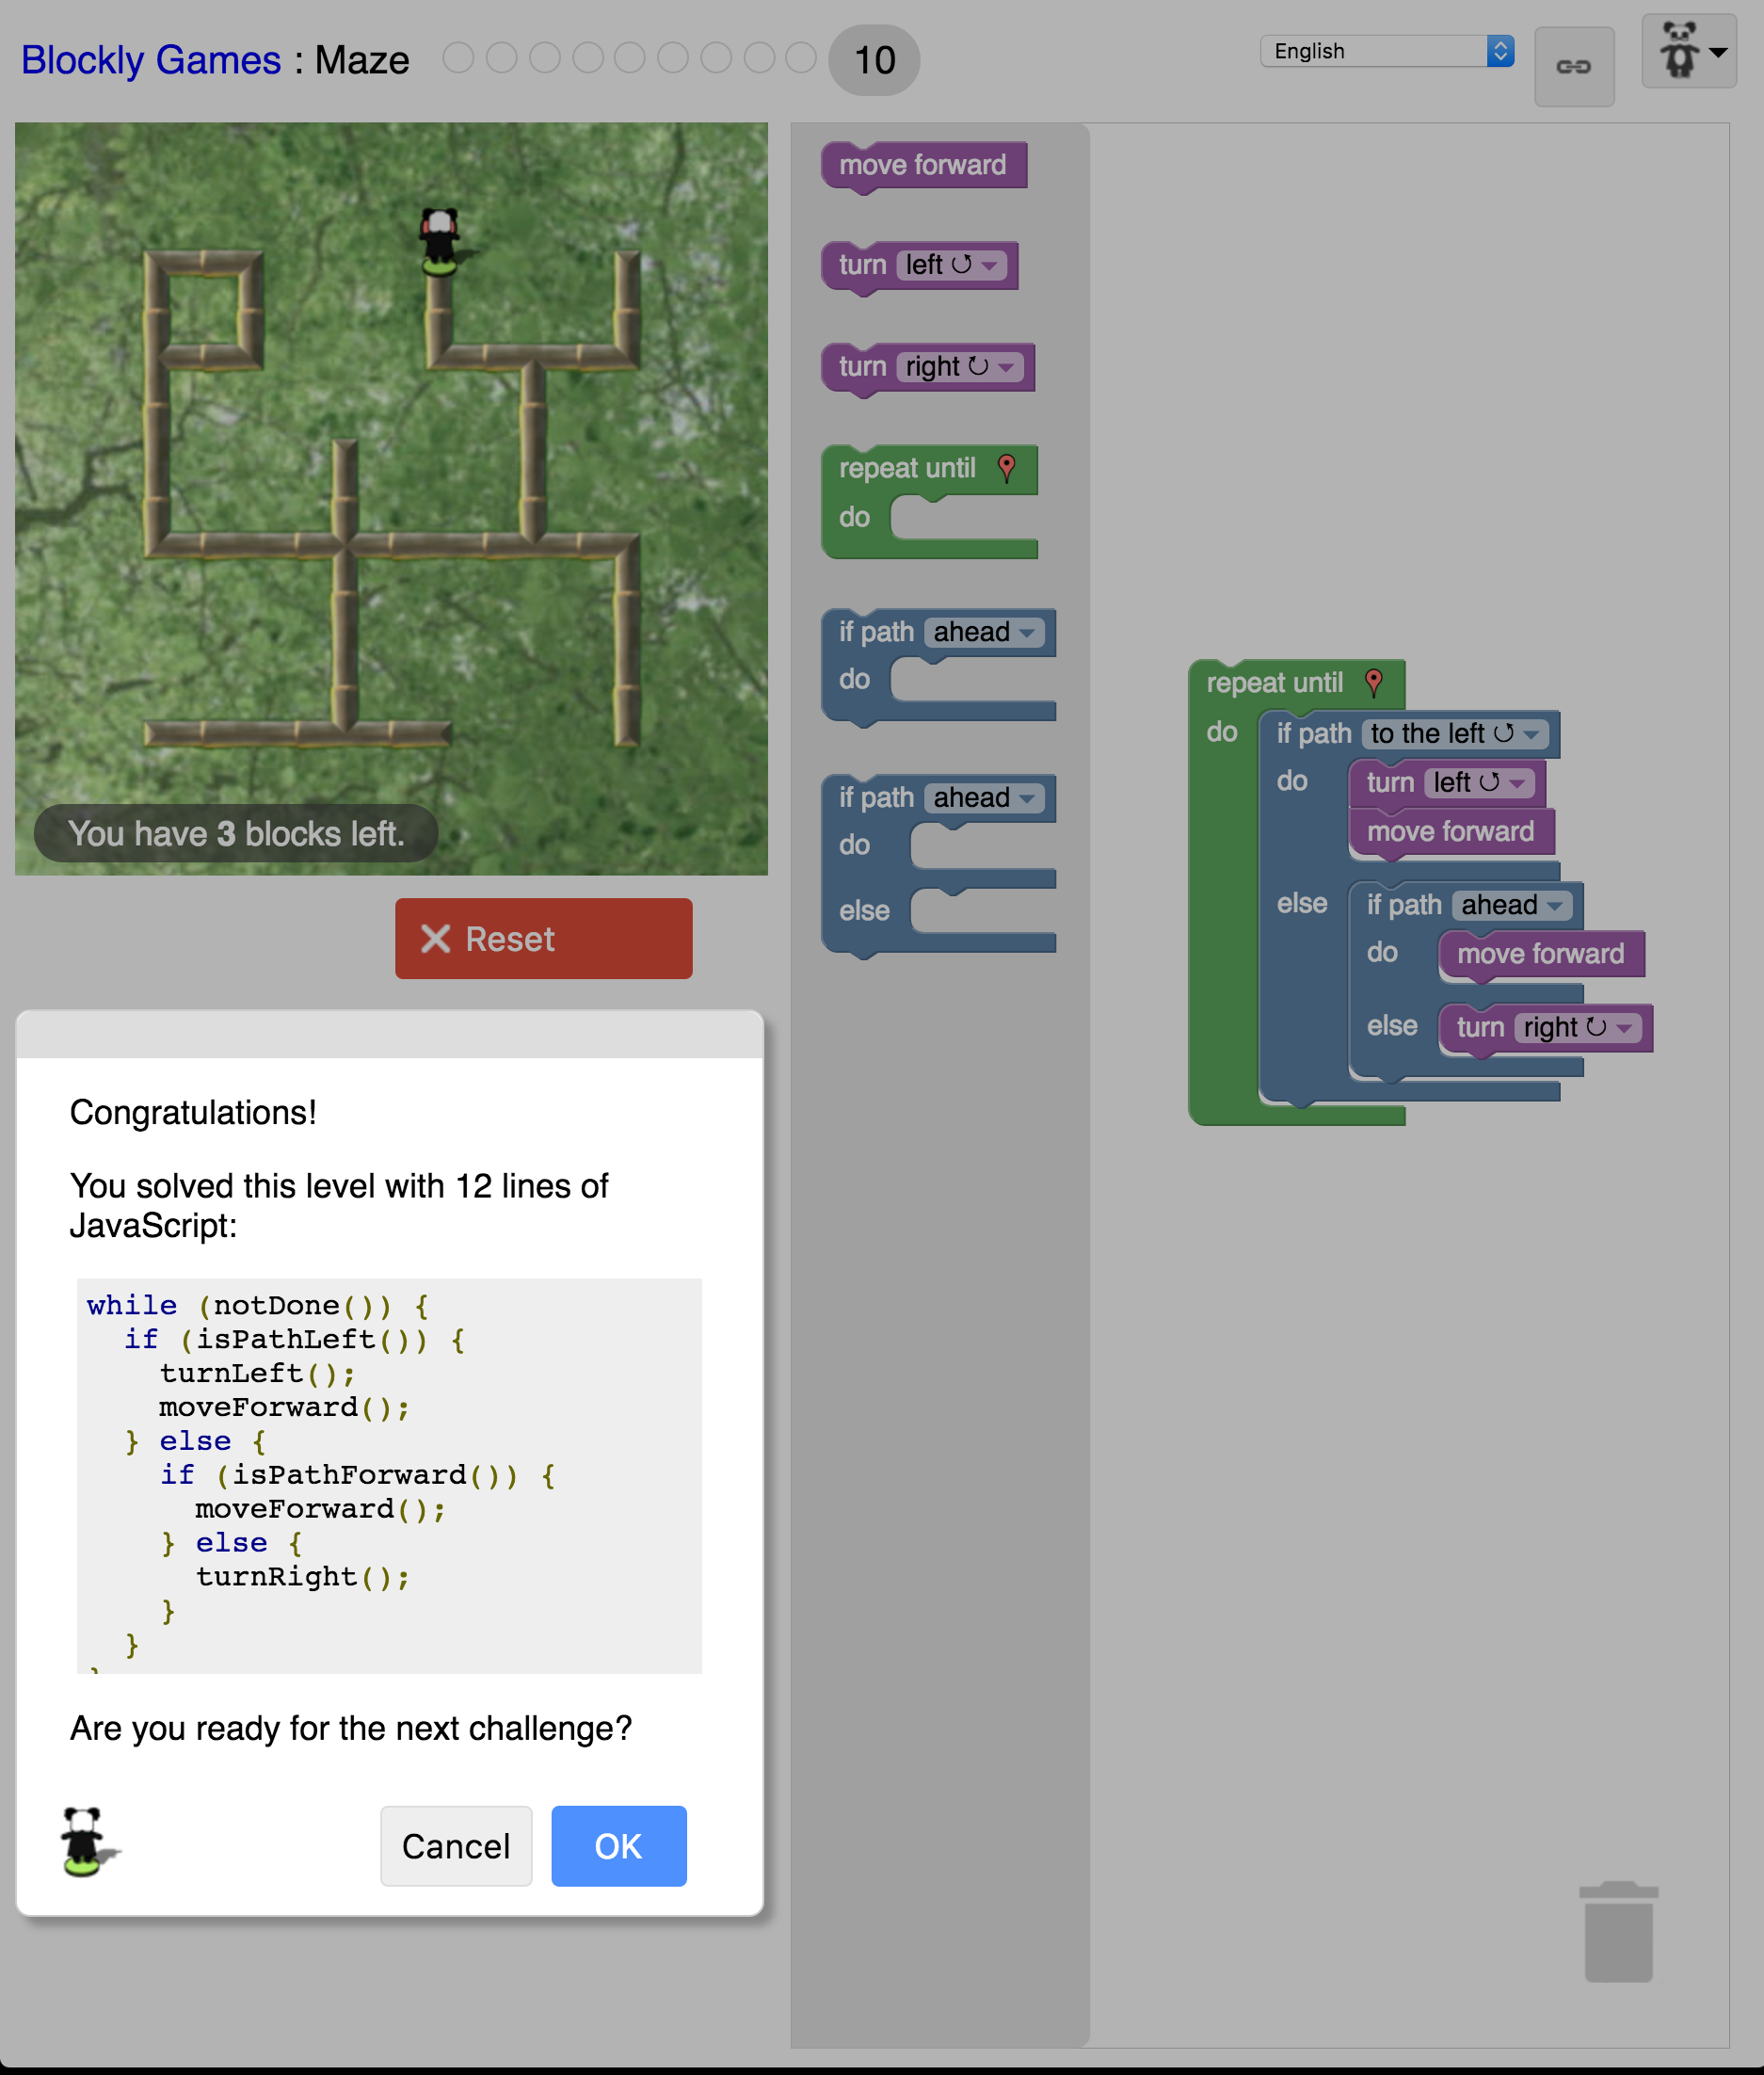 Blockly Games : Maze
10
English
move forward
turn left
turn right
repeat until
do
if path ahead
do
if path ahead
do
else
repeat until
do
if path to the left
do
turn left
move forward
else
if path ahead
do
move forward
else
turn right
You have 3 blocks left.
Reset
Congratulations!
You solved this level with 12 lines of
JavaScript:
while (notDone()) {
  if (isPathLeft()) {
    turnLeft();
    moveForward();
  } else {
    if (isPathForward()) {
      moveForward();
    } else {
      turnRight();
    }
  }
}
Are you ready for the next challenge?
Cancel
OK